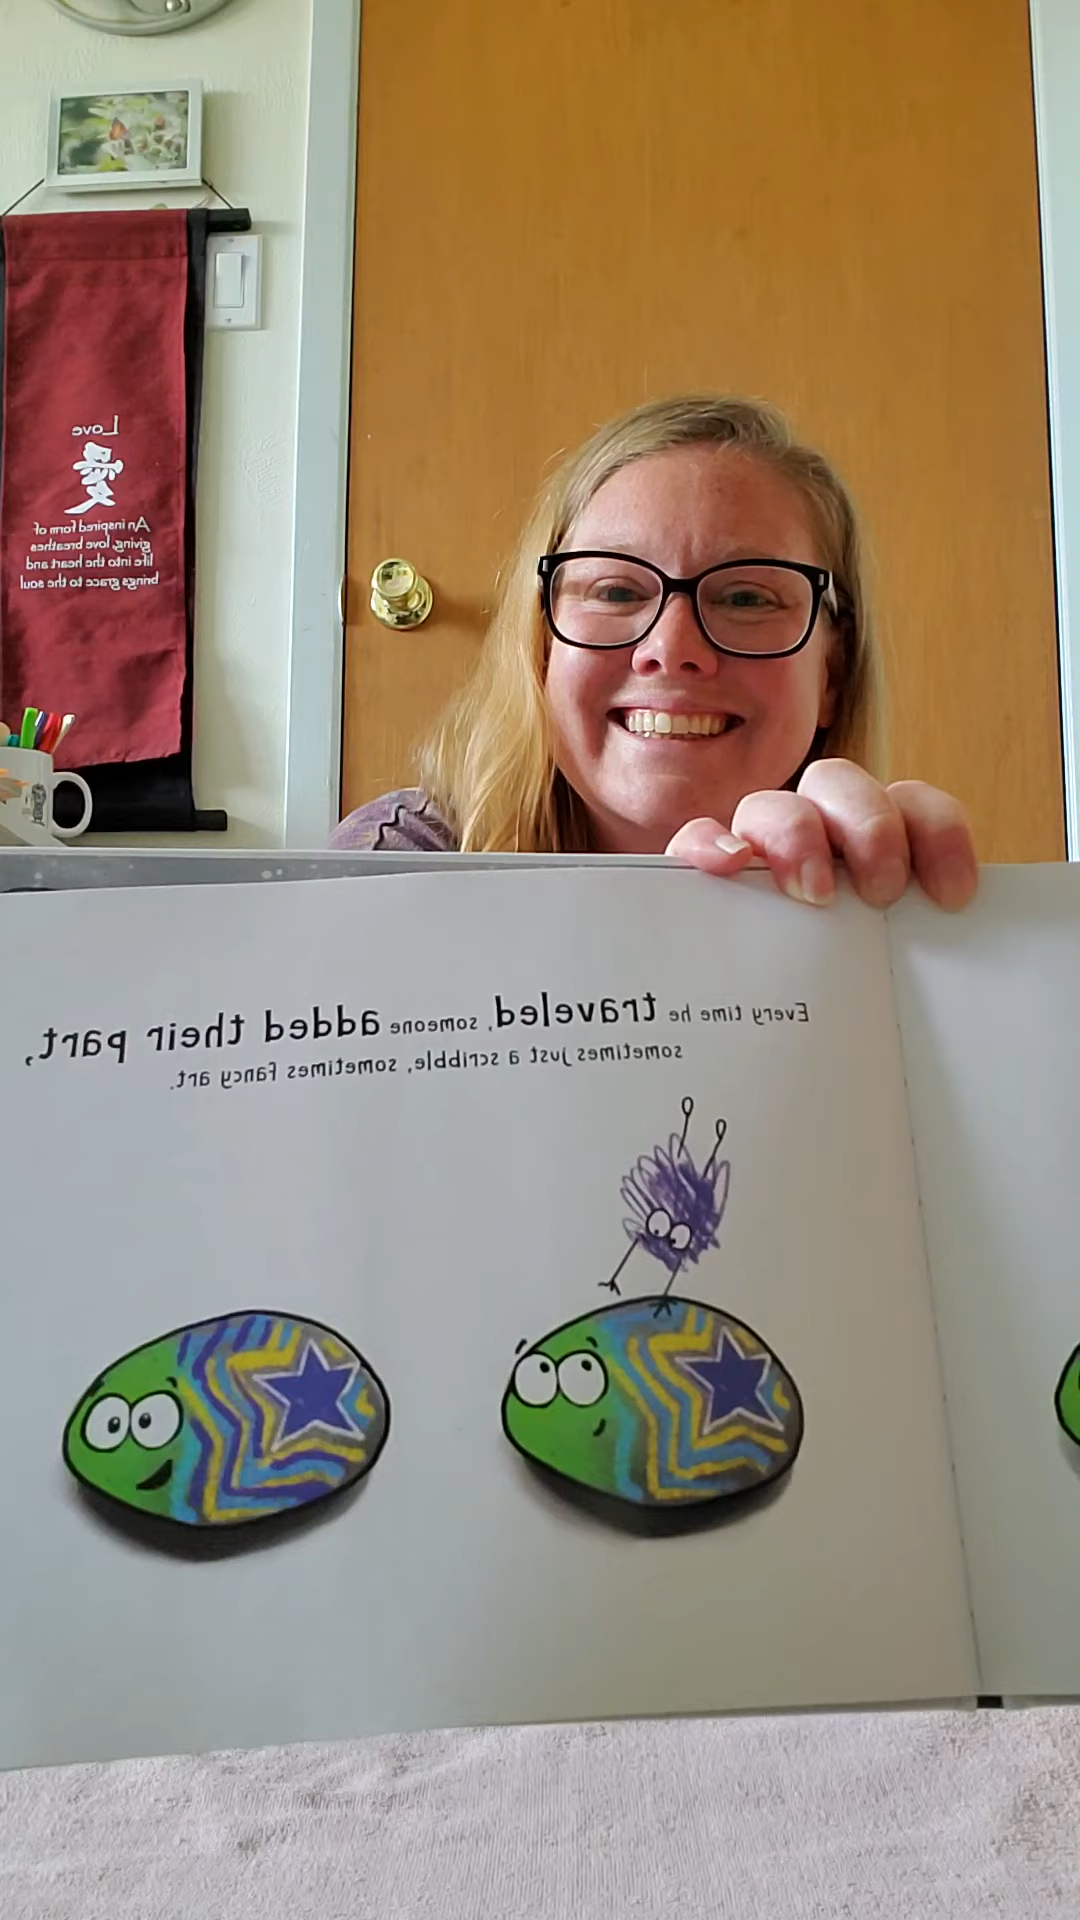 Love
愛
An inspired form of
giving, love breathes
life into the heart and
brings grace to the soul
Every time he traveled, someone added their part,
sometimes just a scribble, sometimes fancy art.